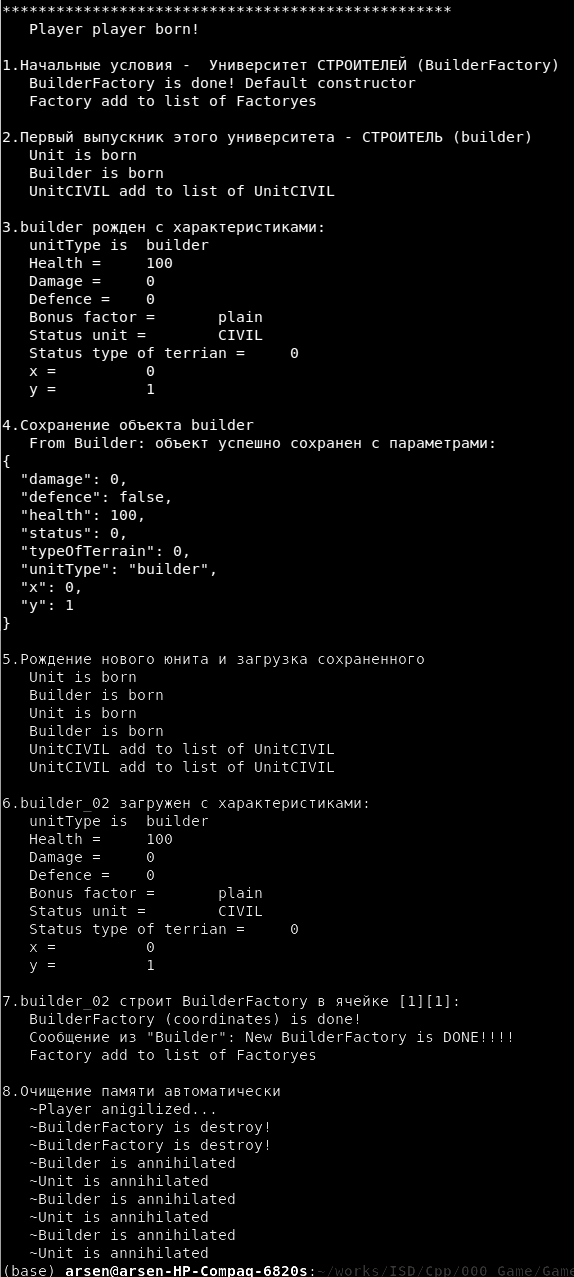 **************************************************
Player player born!
1.Начальные условия -  Университет СТРОИТЕЛЕЙ (BuilderFactory)
BuilderFactory is done! Default constructor
Factory add to list of Factoryes
2.Первый выпускник этого университета - СТРОИТЕЛЬ (builder)
Unit is born
Builder is born
UnitCIVIL add to list of UnitCIVIL
3.builder рожден с характеристиками:
unitType is  builder
Health =     100
Damage =     0
Defence =    0
Bonus factor =       plain
Status unit =        CIVIL
Status type of terrian =     0
x =          0
y =          1
4.Сохранение объекта builder
From Builder: объект успешно сохранен с параметрами:
{
"damage": 0,
"defence": false,
"health": 100,
"status": 0,
"typeOfTerrain": 0,
"unitType": "builder",
"x": 0,
"y": 1
}
5.Рождение нового юнита и загрузка сохраненного
Unit is born
Builder is born
Unit is born
Builder is born
UnitCIVIL add to list of UnitCIVIL
UnitCIVIL add to list of UnitCIVIL
6.builder_02 загружен с характеристиками:
unitType is  builder
Health =     100
Damage =     0
Defence =    0
Bonus factor =       plain
Status unit =        CIVIL
Status type of terrian =     0
x =          0
y =          1
7.builder_02 строит BuilderFactory в ячейке [1][1]:
BuilderFactory (coordinates) is done!
Сообщение из "Builder": New BuilderFactory is DONE!!!!
Factory add to list of Factoryes
8.Очищение памяти автоматически
~Player anigilized...
~BuilderFactory is destroy!
~BuilderFactory is destroy!
~Builder is annihilated
~Unit is annihilated
~Builder is annihilated
~Unit is annihilated
~Builder is annihilated
~Unit is annihilated
(base) arsen@arsen-HP-Compaq-6820s:~/works/ISD/Cpp/000_Game/Game